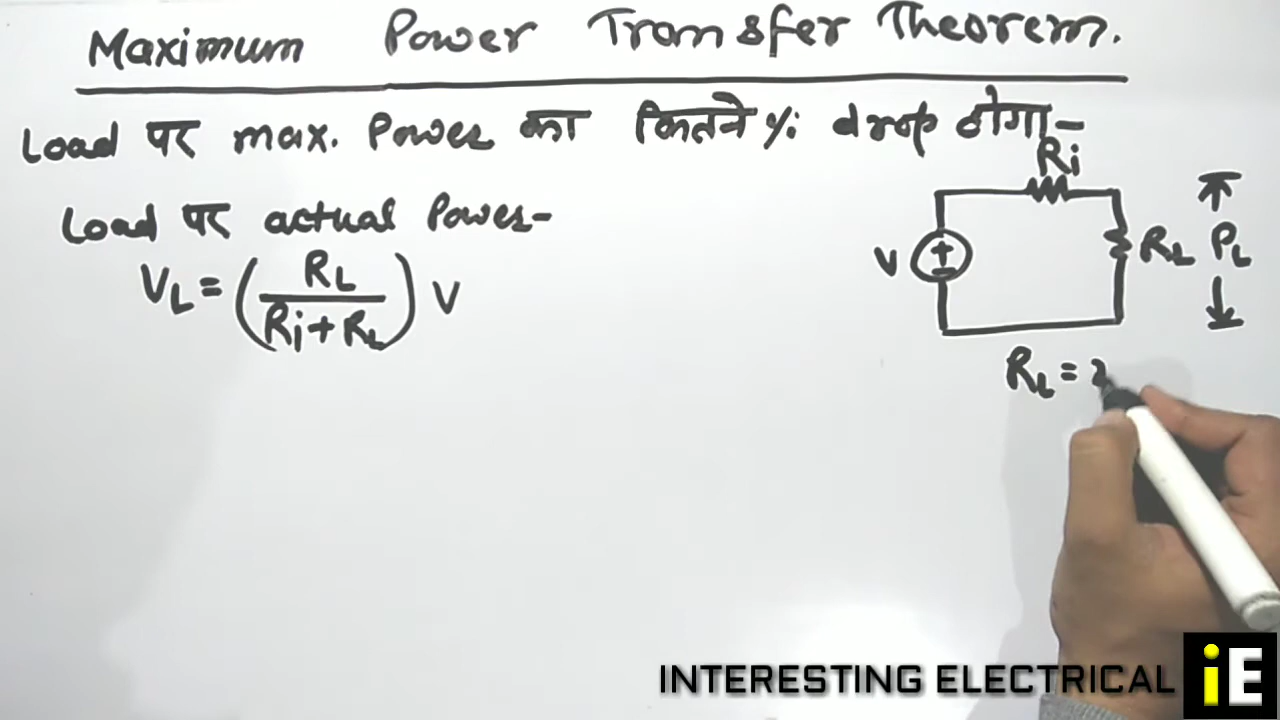 Maximum Power Transfer Theorem.
Load पर max. Power का कितने % drop होगा-
Load पर actual Power-
VL = (RL / Ri + RL) V
Ri
V
RL PL
RL =
INTERESTING ELECTRICAL iE